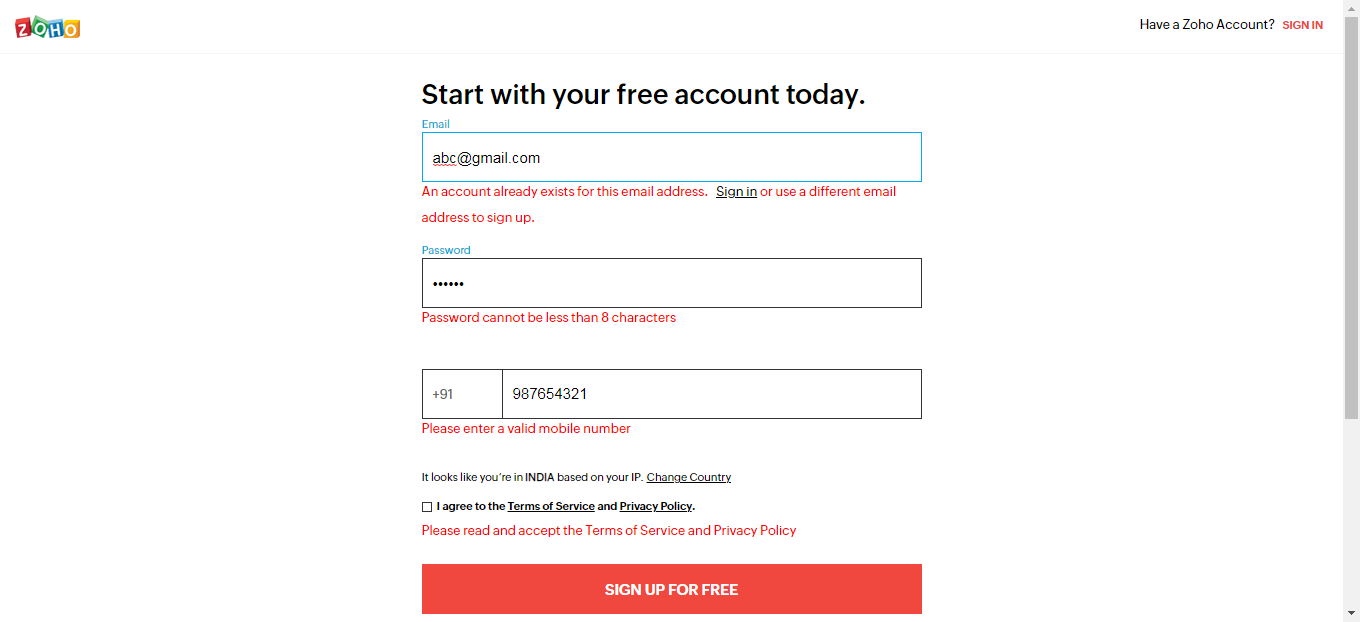 ZOHO
Have a Zoho Account? SIGN IN
Start with your free account today.
Email
abc@gmail.com
An account already exists for this email address. Sign in or use a different email
address to sign up.
Password
••••••
Password cannot be less than 8 characters
+91 987654321
Please enter a valid mobile number
It looks like you're in INDIA based on your IP. Change Country
I agree to the Terms of Service and Privacy Policy.
Please read and accept the Terms of Service and Privacy Policy
SIGN UP FOR FREE